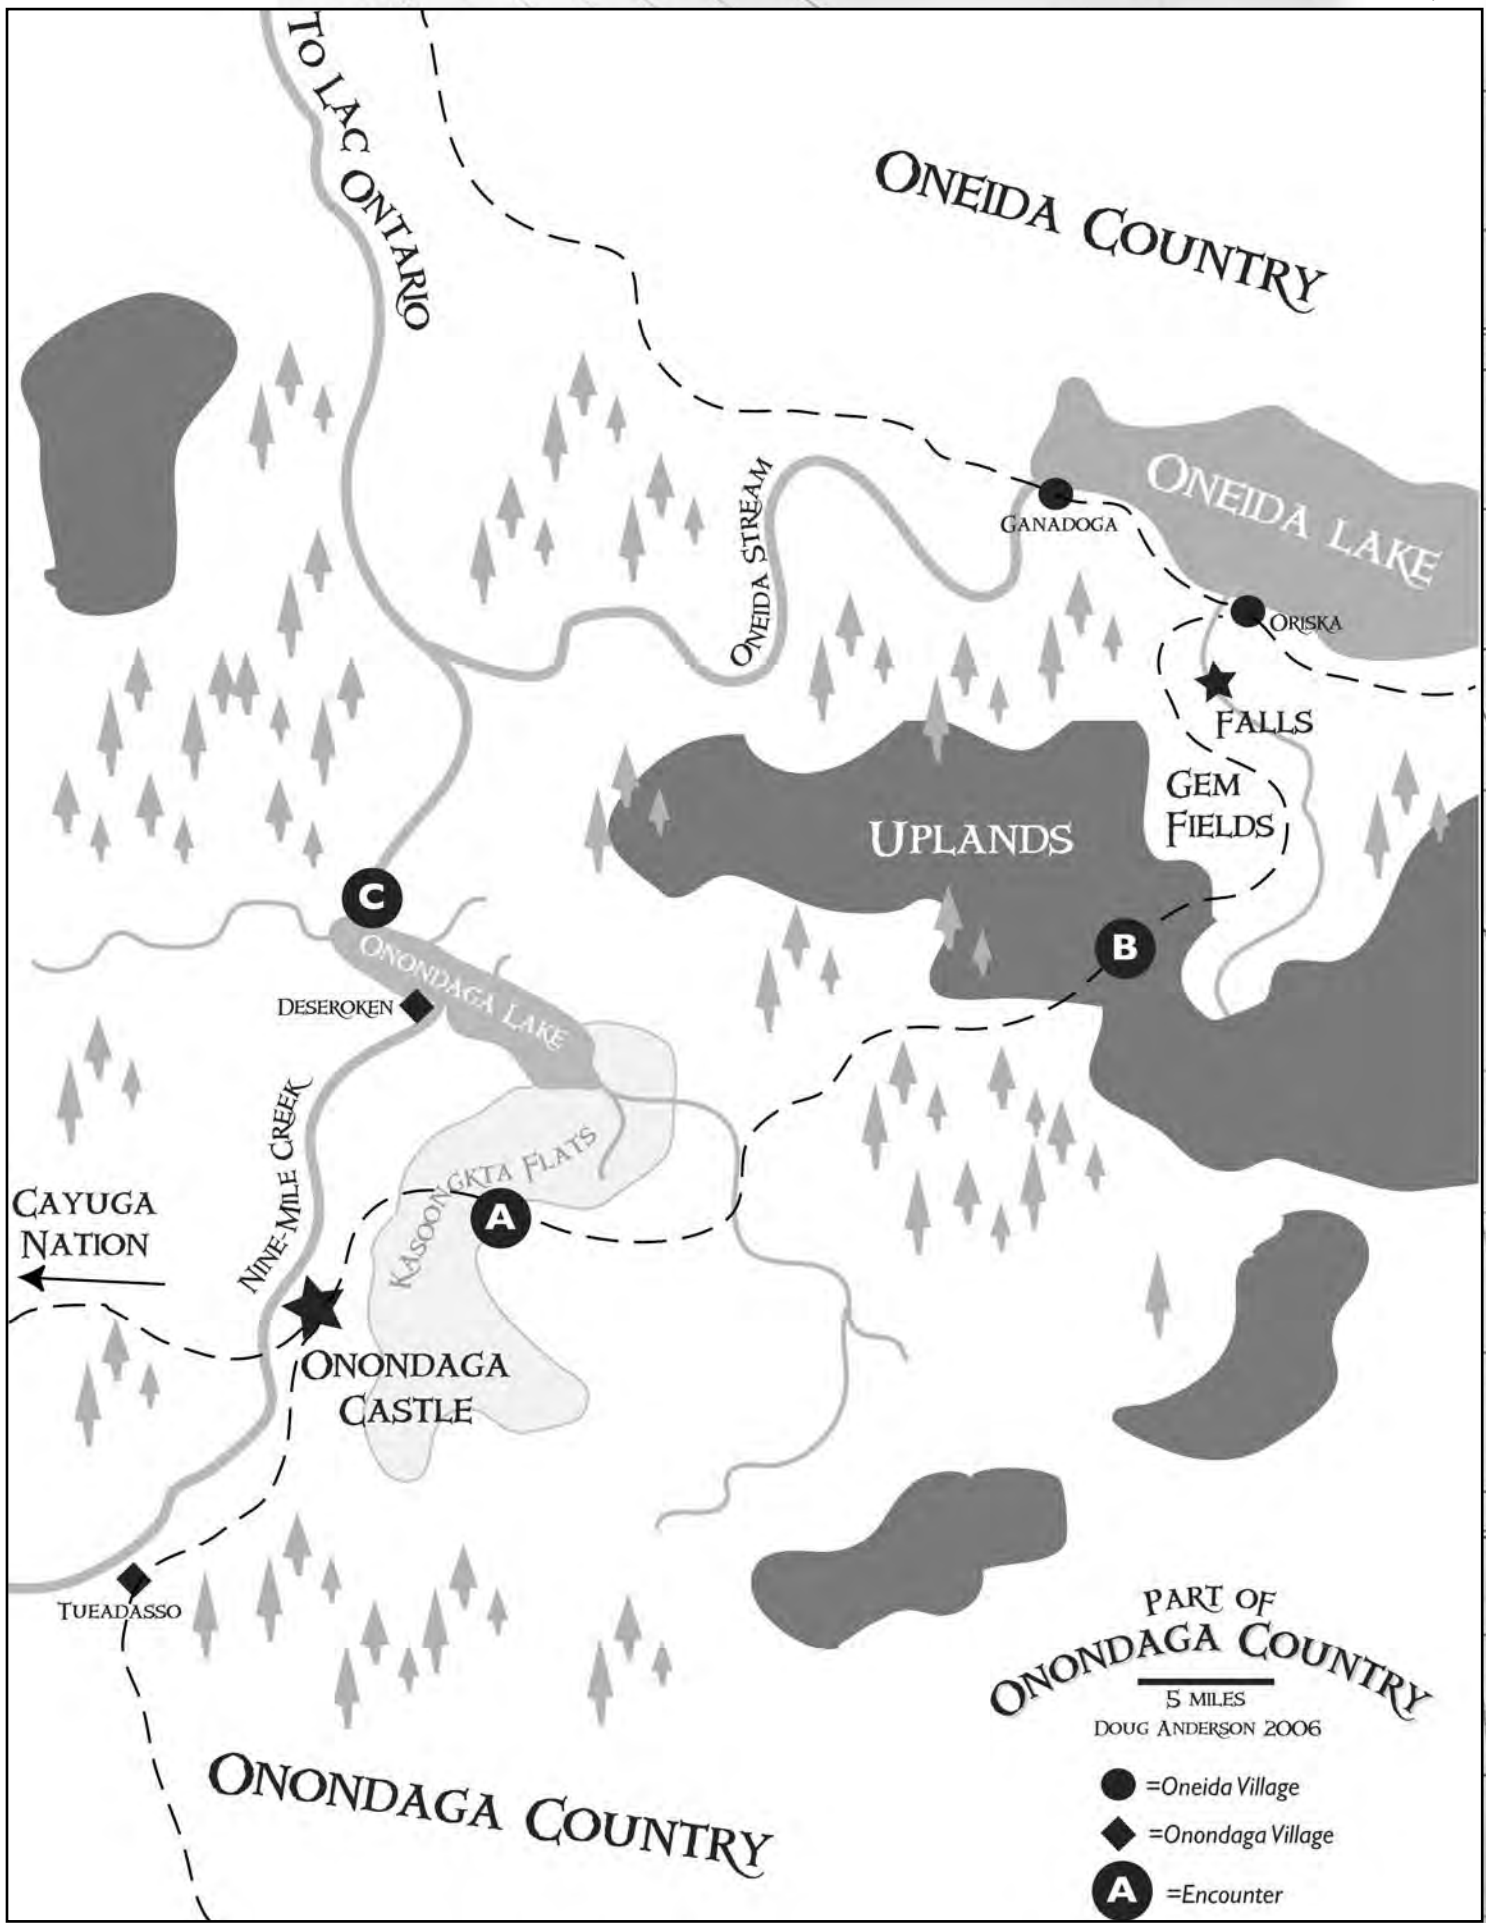 TO LAC ONTARIO
ONEIDA COUNTRY
ONEIDA LAKE
ONEIDA STREAM
GANADOGA
ORISKA
FALLS
GEM
FIELDS
UPLANDS
C
B
ONONDAGA LAKE
DESEROKEN
NINE-MILE CREEK
KASOONGKTA FLATS
CAYUGA
NATION
A
ONONDAGA
CASTLE
TUEADASSO
PART OF
ONONDAGA COUNTRY
5 MILES
DOUG ANDERSON 2006
=Oneida Village
=Onondaga Village
A =Encounter
ONONDAGA COUNTRY